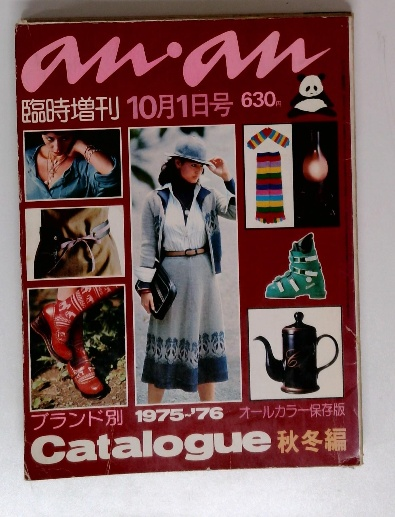 an・an
臨時増刊 10月1日号 630円
ブランド別 1975~'76 オールカラー保存版
Catalogue 秋冬編